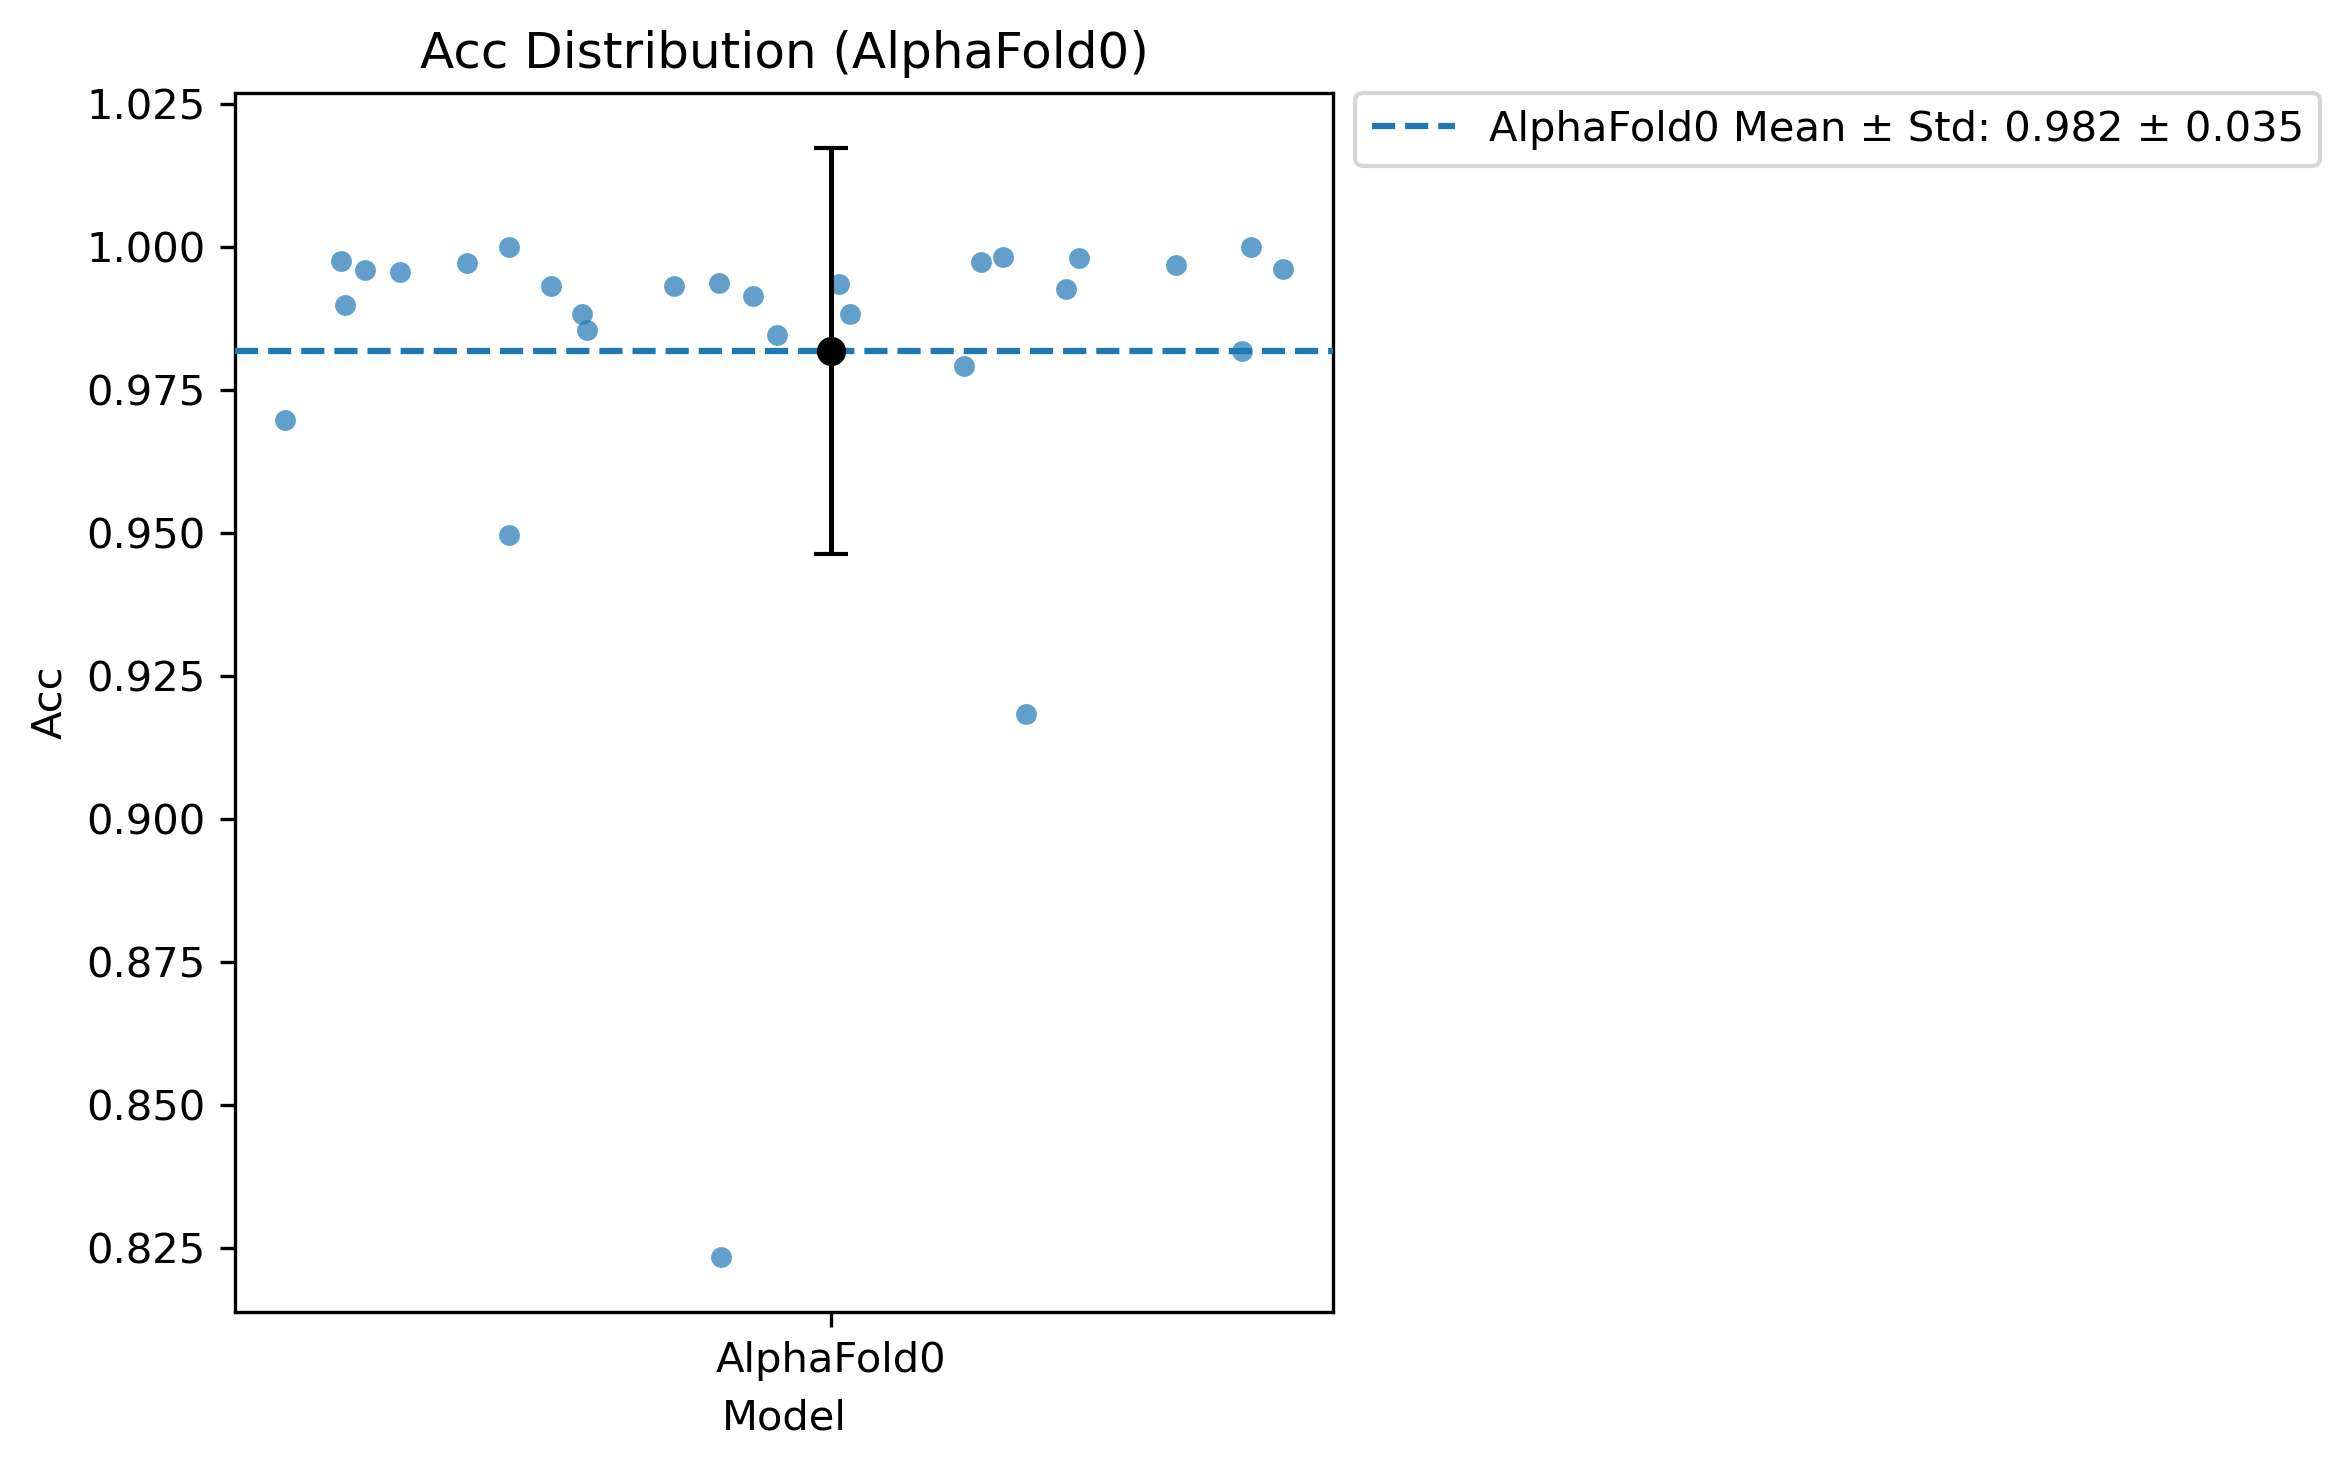 Acc Distribution (AlphaFold0)
AlphaFold0 Mean ± Std: 0.982 ± 0.035
1.025
1.000
0.975
0.950
0.925
0.900
0.875
0.850
0.825
Acc
AlphaFold0
Model